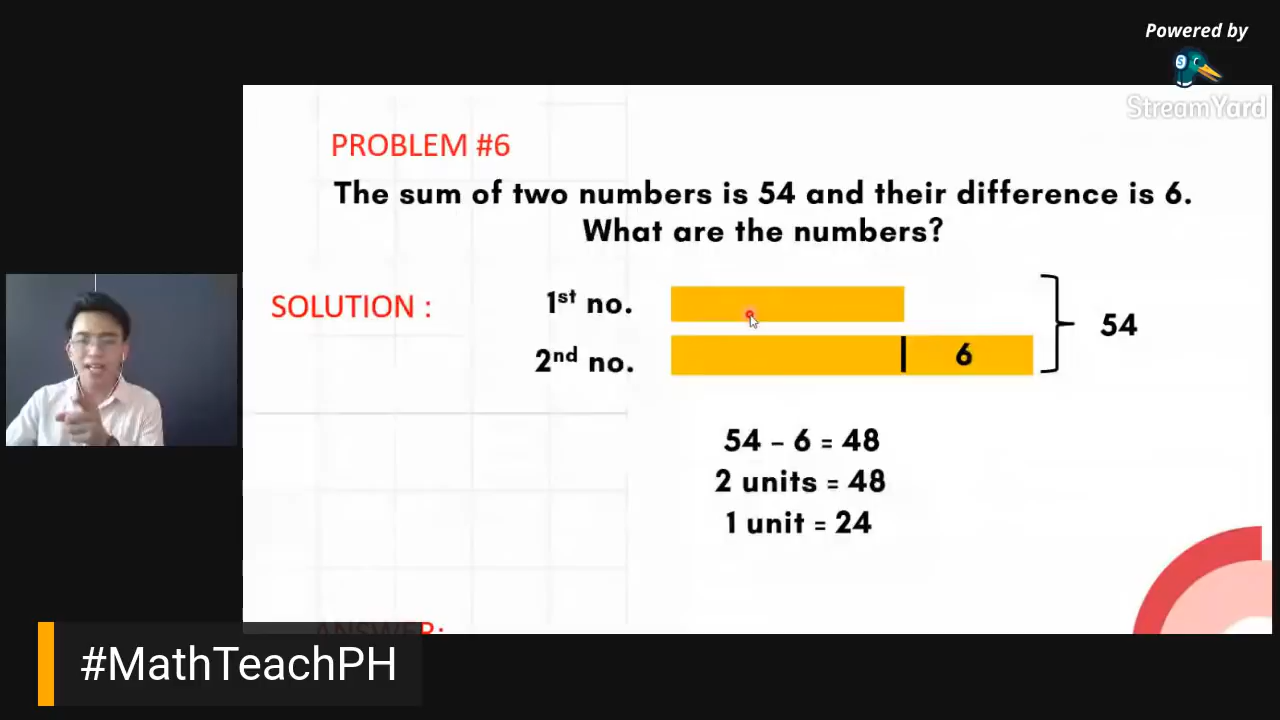 Powered by
StreamYard
PROBLEM #6
The sum of two numbers is 54 and their difference is 6.
What are the numbers?
SOLUTION :
1st no.
2nd no.
6
54
54 – 6 = 48
2 units = 48
1 unit = 24
ANSWER:
#MathTeachPH